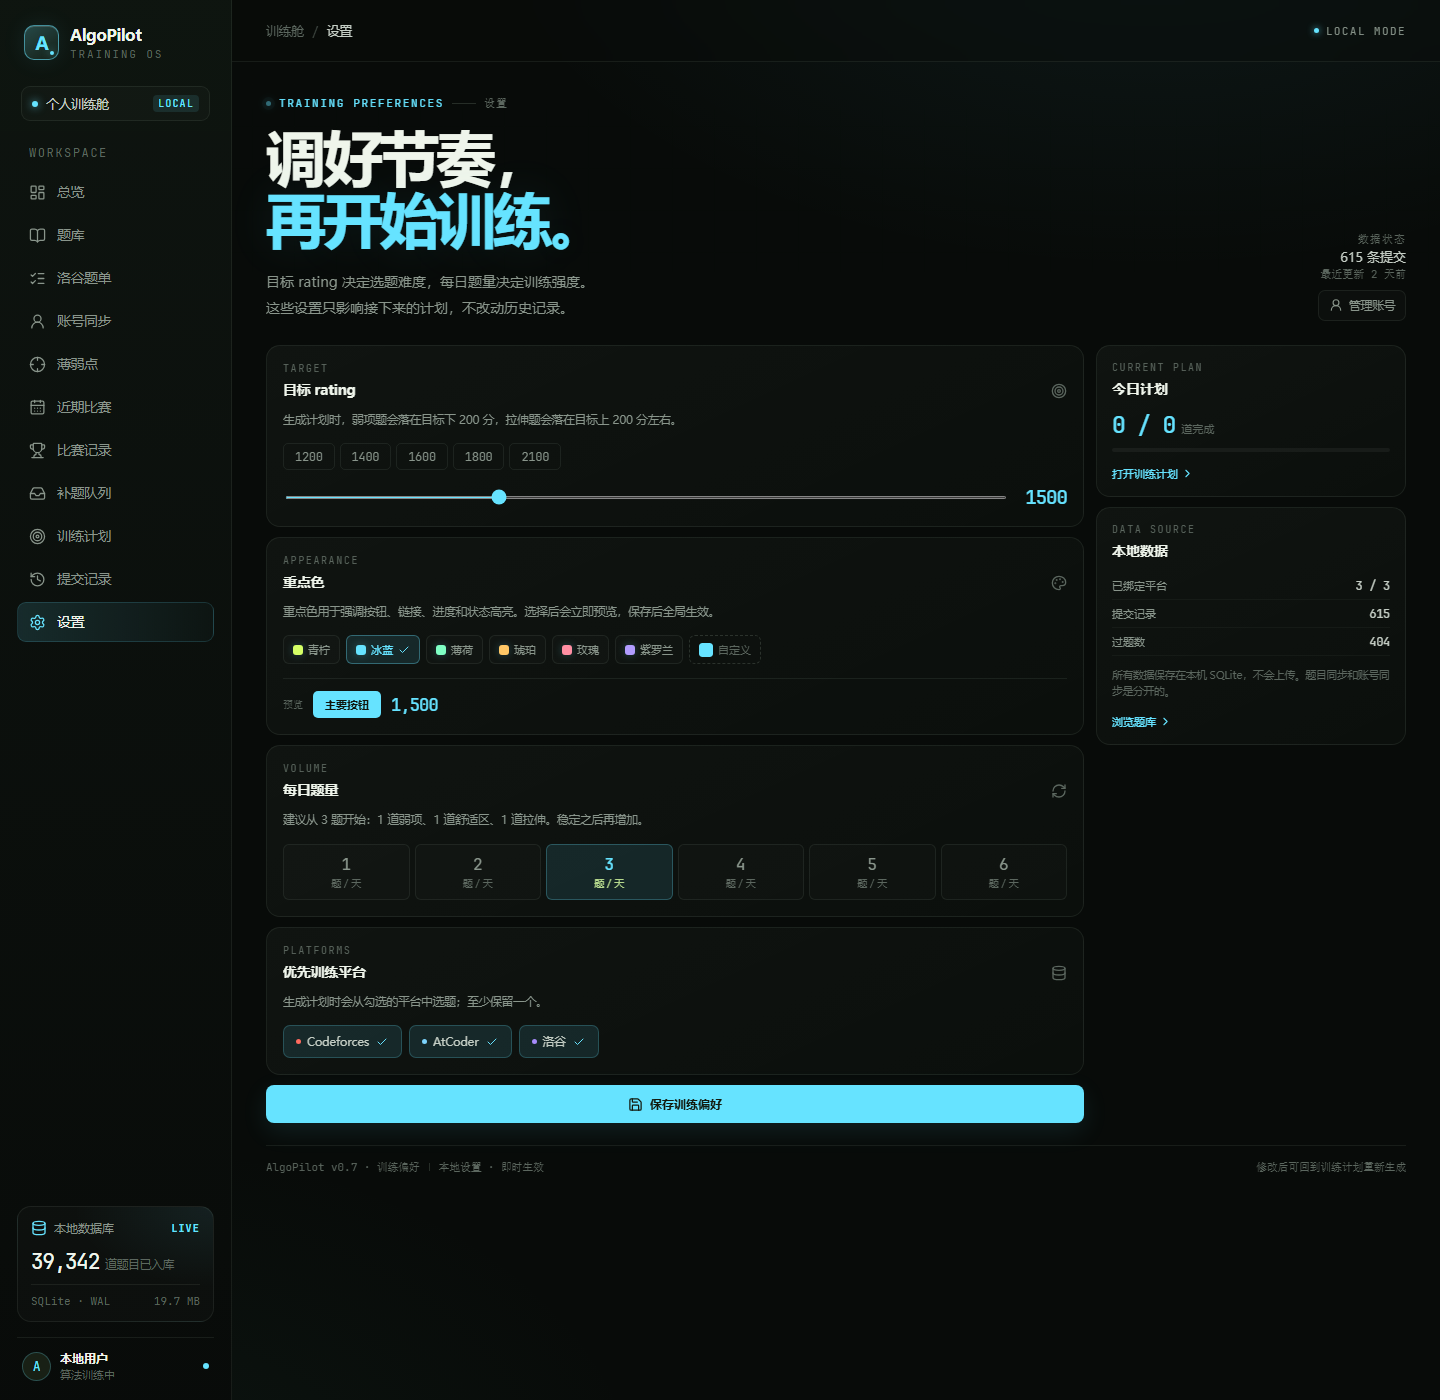 AlgoPilot
TRAINING OS
个人训练舱 LOCAL
WORKSPACE
总览
题库
洛谷题单
账号同步
薄弱点
近期比赛
比赛记录
补题队列
训练计划
提交记录
设置
本地数据库 LIVE
39,342 道题目已入库
SQLite · WAL 19.7 MB
A 本地用户
算法训练中
训练舱 / 设置
LOCAL MODE
TRAINING PREFERENCES 设置
调好节奏，
再开始训练。
目标 rating 决定选题难度，每日题量决定训练强度。
这些设置只影响接下来的计划，不改动历史记录。
数据状态
615 条提交
最近更新 2 天前
管理账号
TARGET
目标 rating
生成计划时，弱项题会落在目标下 200 分，拉伸题会落在目标上 200 分左右。
1200 1400 1600 1800 2100
1500
APPEARANCE
重点色
重点色用于强调按钮、链接、进度和状态高亮。选择后会立即预览，保存后全局生效。
青柠 冰蓝 薄荷 琥珀 玫瑰 紫罗兰 自定义
预览 主要按钮 1,500
VOLUME
每日题量
建议从 3 题开始：1 道弱项、1 道舒适区、1 道拉伸。稳定之后再增加。
1 2 3 4 5 6
题/天 题/天 题/天 题/天 题/天 题/天
PLATFORMS
优先训练平台
生成计划时会从勾选的平台中选题；至少保留一个。
Codeforces AtCoder 洛谷
保存训练偏好
CURRENT PLAN
今日计划
0 / 0 道完成
打开训练计划
DATA SOURCE
本地数据
已绑定平台 3 / 3
提交记录 615
过题数 404
所有数据保存在本机 SQLite，不会上传。题目同步和账号同
步是分开的。
浏览题库
AlgoPilot v0.7 · 训练偏好 | 本地设置 · 即时生效
修改后可回到训练计划重新生成